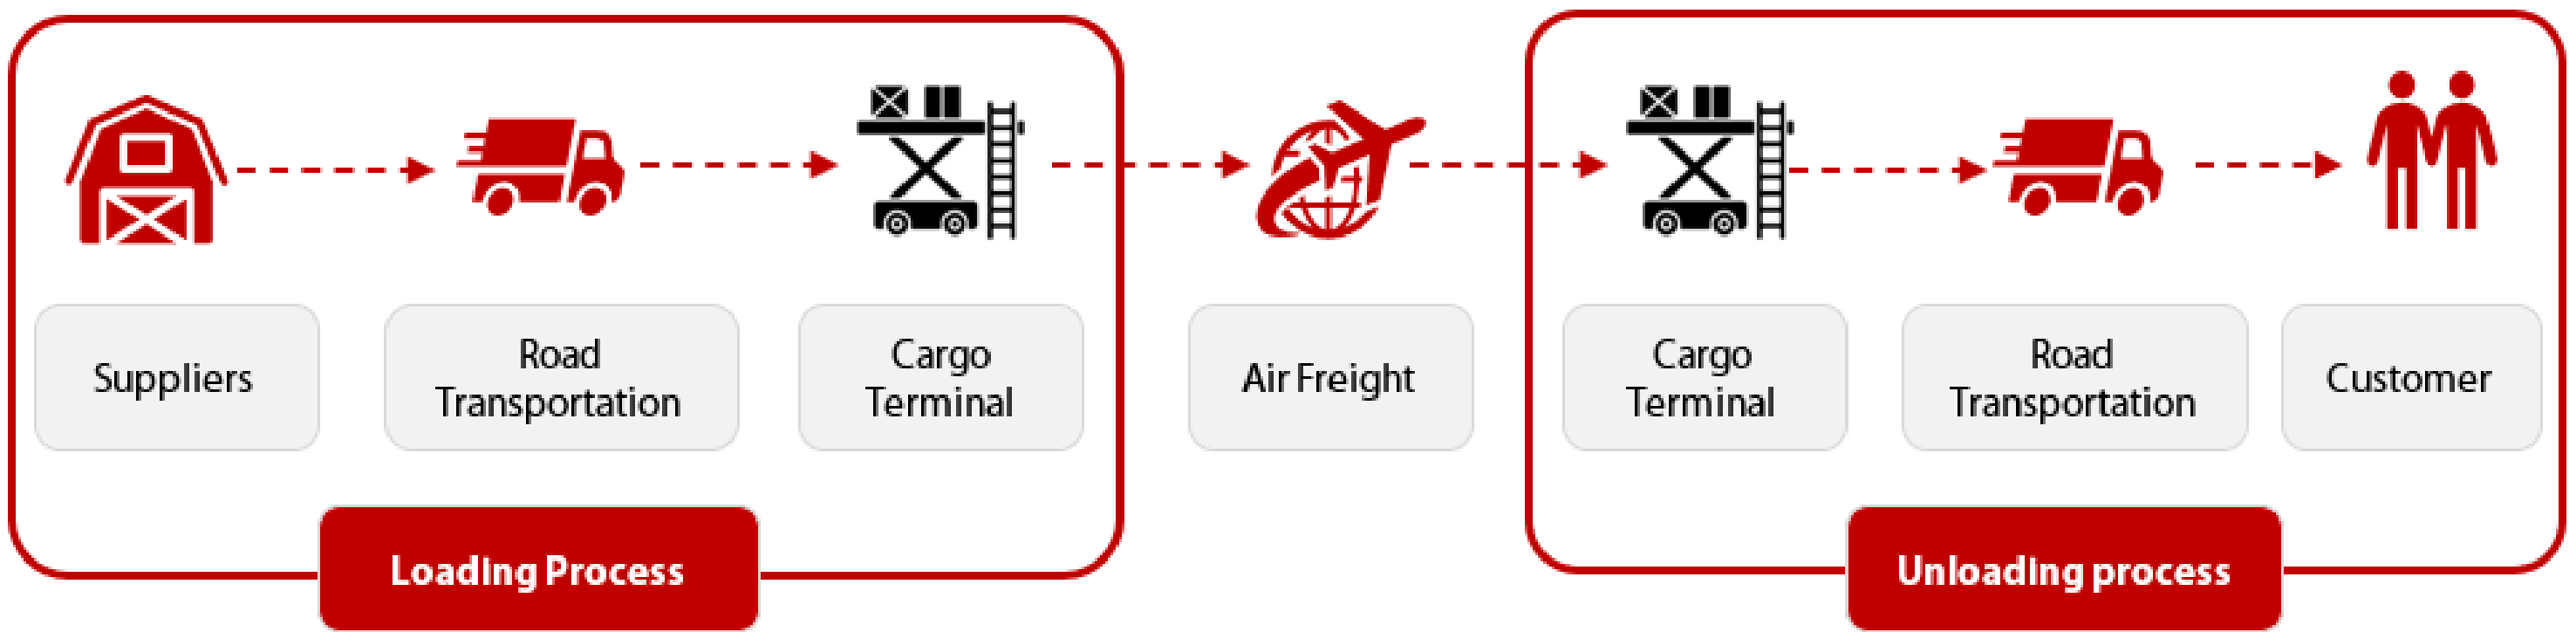 Suppliers
Road
Transportation
Cargo
Terminal
Air Freight
Cargo
Terminal
Road
Transportation
Customer
Loading Process
Unloading process